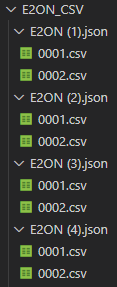 E2ON_CSV
E2ON (1).json
0001.csv
0002.csv
E2ON (2).json
0001.csv
0002.csv
E2ON (3).json
0001.csv
0002.csv
E2ON (4).json
0001.csv
0002.csv